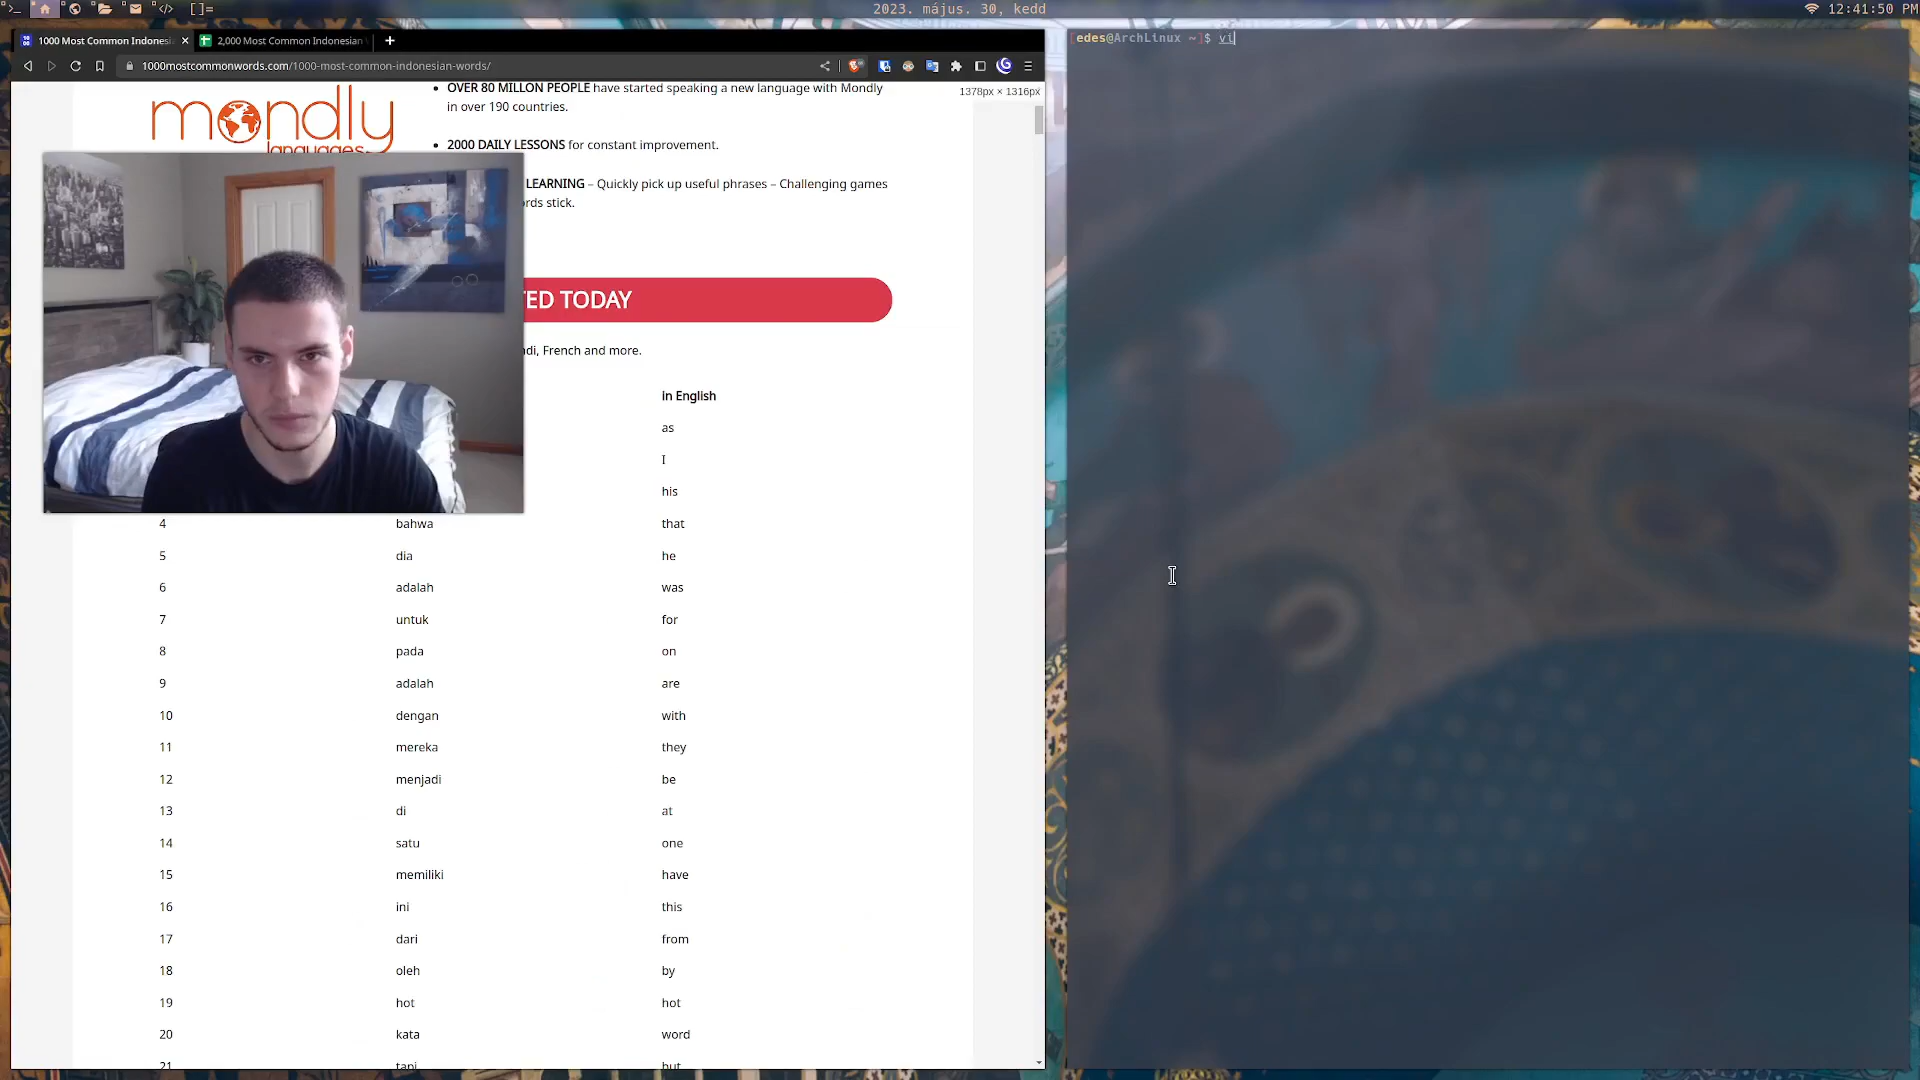 []=
2023. május. 30, kedd
12:41:50 PM
1000 Most Common Indonesi
2,000 Most Common Indonesian
1000mostcommonwords.com/1000-most-common-indonesian-words/
1378px × 1316px
mondly
languages
OVER 80 MILLON PEOPLE have started speaking a new language with Mondly
in over 190 countries.
2000 DAILY LESSONS for constant improvement.
LEARNING – Quickly pick up useful phrases – Challenging games
rds stick.
TED TODAY
di, French and more.
in English
as
I
his
4 bahwa that
5 dia he
6 adalah was
7 untuk for
8 pada on
9 adalah are
10 dengan with
11 mereka they
12 menjadi be
13 di at
14 satu one
15 memiliki have
16 ini this
17 dari from
18 oleh by
19 hot hot
20 kata word
21 tapi but
[edes@ArchLinux ~]$ vi